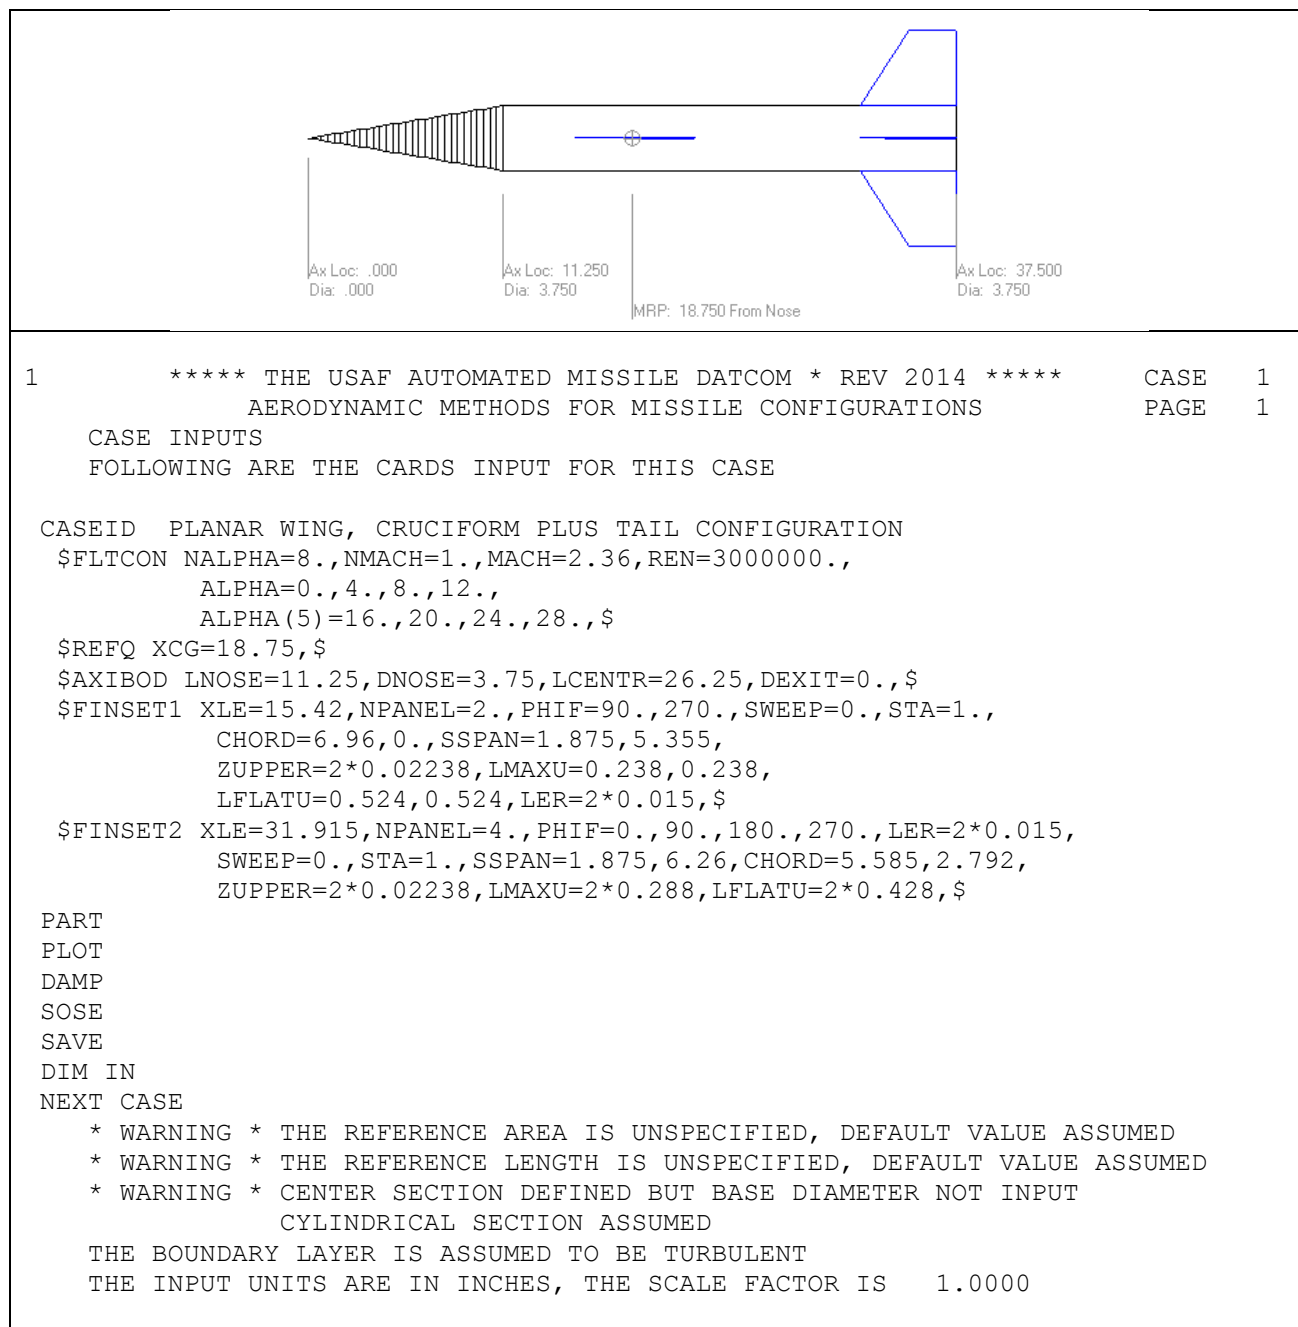 Ax Loc: .000
Dia: .000
Ax Loc: 11.250
Dia: 3.750
MRP: 18.750 From Nose
Ax Loc: 37.500
Dia: 3.750
1 ***** THE USAF AUTOMATED MISSILE DATCOM * REV 2014 ***** CASE 1
AERODYNAMIC METHODS FOR MISSILE CONFIGURATIONS PAGE 1
CASE INPUTS
FOLLOWING ARE THE CARDS INPUT FOR THIS CASE
CASEID PLANAR WING, CRUCIFORM PLUS TAIL CONFIGURATION
$FLTCON NALPHA=8.,NMACH=1.,MACH=2.36,REN=3000000.,
ALPHA=0.,4.,8.,12.,
ALPHA(5)=16.,20.,24.,28.,$
$REFQ XCG=18.75,$
$AXIBOD LNOSE=11.25,DNOSE=3.75,LCENTR=26.25,DEXIT=0.,$
$FINSET1 XLE=15.42,NPANEL=2.,PHIF=90.,270.,SWEEP=0.,STA=1.,
CHORD=6.96,0.,SSPAN=1.875,5.355,
ZUPPER=2*0.02238,LMAXU=0.238,0.238,
LFLATU=0.524,0.524,LER=2*0.015,$
$FINSET2 XLE=31.915,NPANEL=4.,PHIF=0.,90.,180.,270.,LER=2*0.015,
SWEEP=0.,STA=1.,SSPAN=1.875,6.26,CHORD=5.585,2.792,
ZUPPER=2*0.02238,LMAXU=2*0.288,LFLATU=2*0.428,$
PART
PLOT
DAMP
SOSE
SAVE
DIM IN
NEXT CASE
* WARNING * THE REFERENCE AREA IS UNSPECIFIED, DEFAULT VALUE ASSUMED
* WARNING * THE REFERENCE LENGTH IS UNSPECIFIED, DEFAULT VALUE ASSUMED
* WARNING * CENTER SECTION DEFINED BUT BASE DIAMETER NOT INPUT
CYLINDRICAL SECTION ASSUMED
THE BOUNDARY LAYER IS ASSUMED TO BE TURBULENT
THE INPUT UNITS ARE IN INCHES, THE SCALE FACTOR IS 1.0000